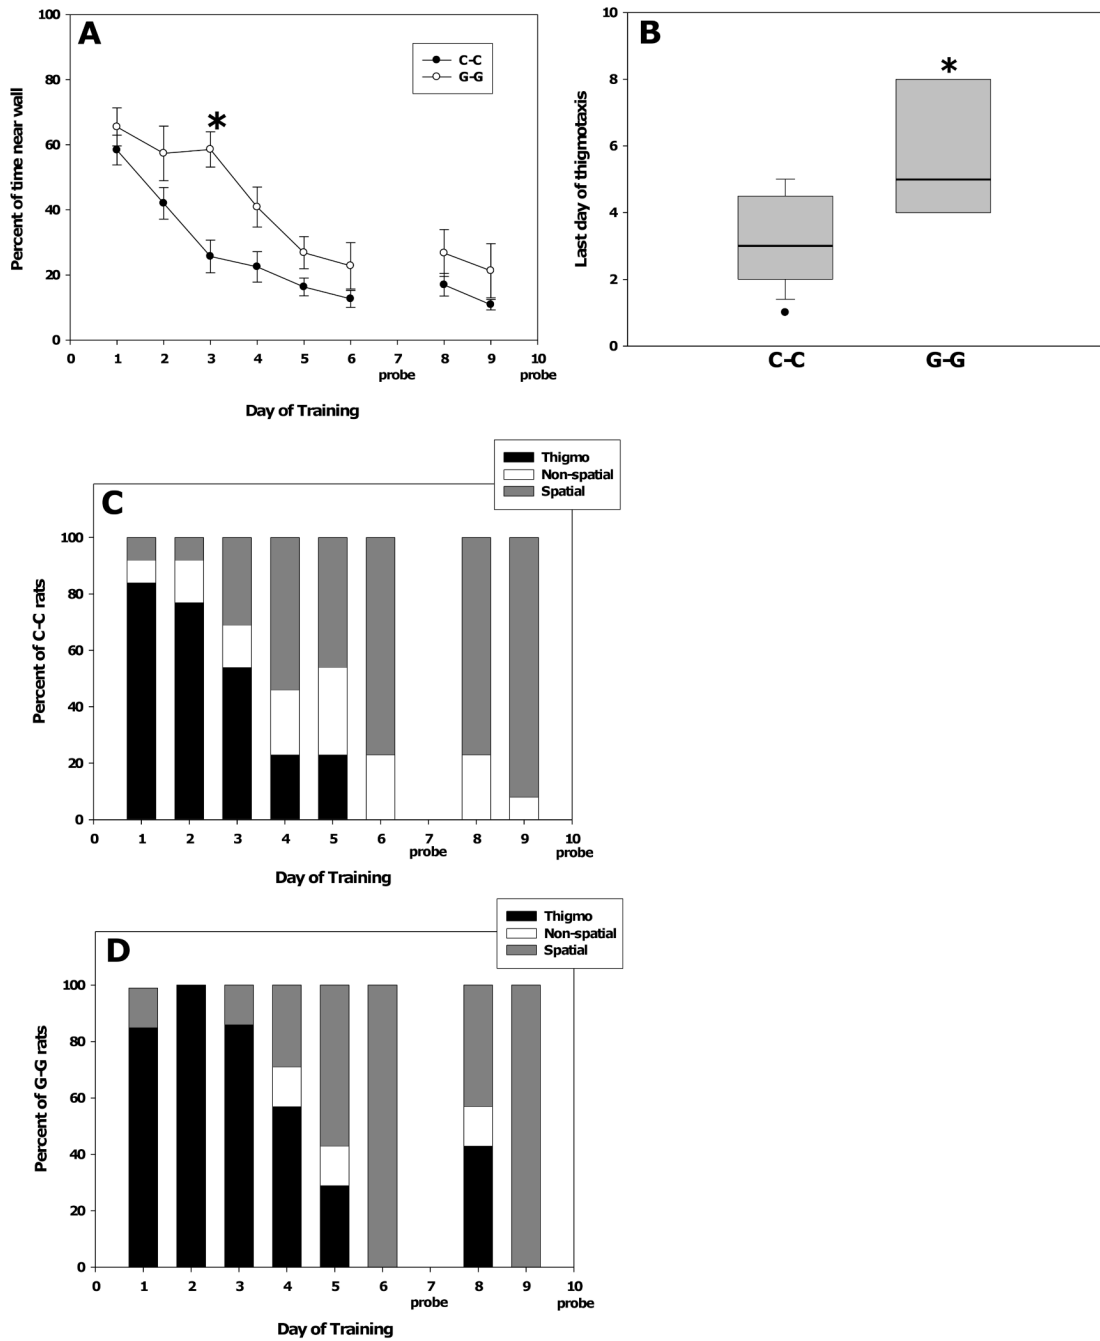 A
C-C
G-G
*
Percent of time near wall
100
80
60
40
20
0
0 1 2 3 4 5 6 7 8 9 10
probe probe
Day of Training
B
*
Last day of thigmotaxis
10
8
6
4
2
0
C-C G-G
Thigmo
Non-spatial
Spatial
C
Percent of C-C rats
100
80
60
40
20
0
0 1 2 3 4 5 6 7 8 9 10
probe probe
Day of Training
Thigmo
Non-spatial
Spatial
D
Percent of G-G rats
100
80
60
40
20
0
0 1 2 3 4 5 6 7 8 9 10
probe probe
Day of Training